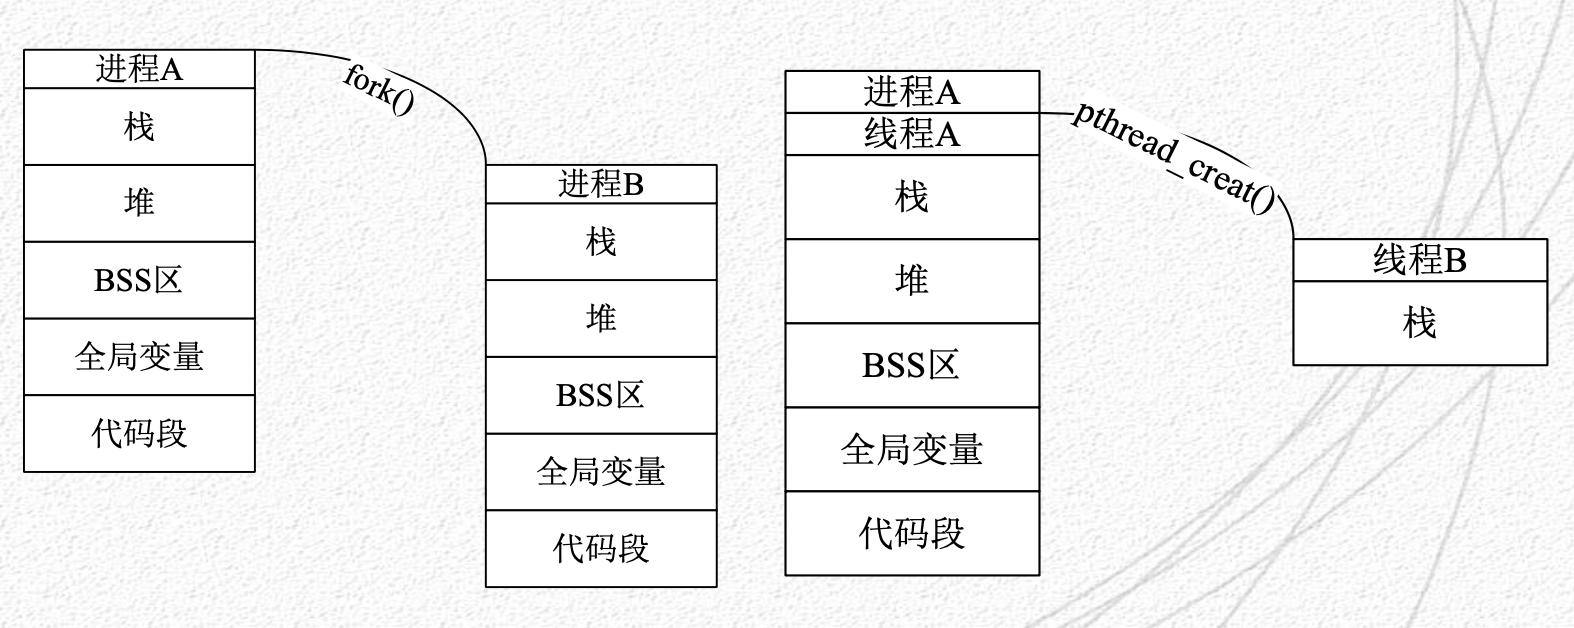 进程A
栈
堆
BSS区
全局变量
代码段
fork()
进程B
栈
堆
BSS区
全局变量
代码段
进程A
线程A
栈
堆
BSS区
全局变量
代码段
pthread_creat()
线程B
栈